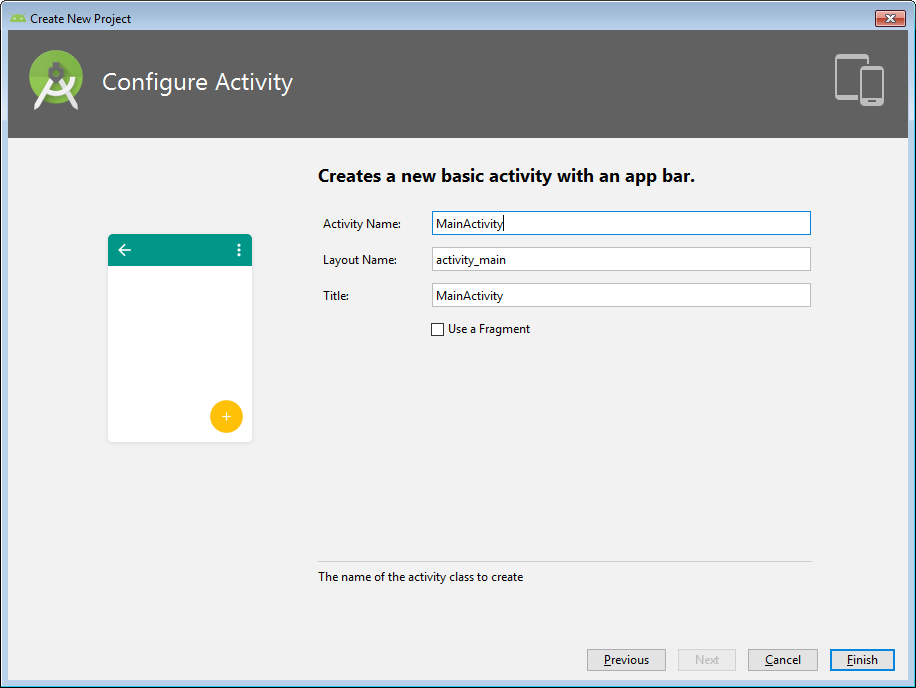 Create New Project
Configure Activity
Creates a new basic activity with an app bar.
Activity Name: MainActivity
Layout Name: activity_main
Title: MainActivity
Use a Fragment
The name of the activity class to create
Previous Next Cancel Finish